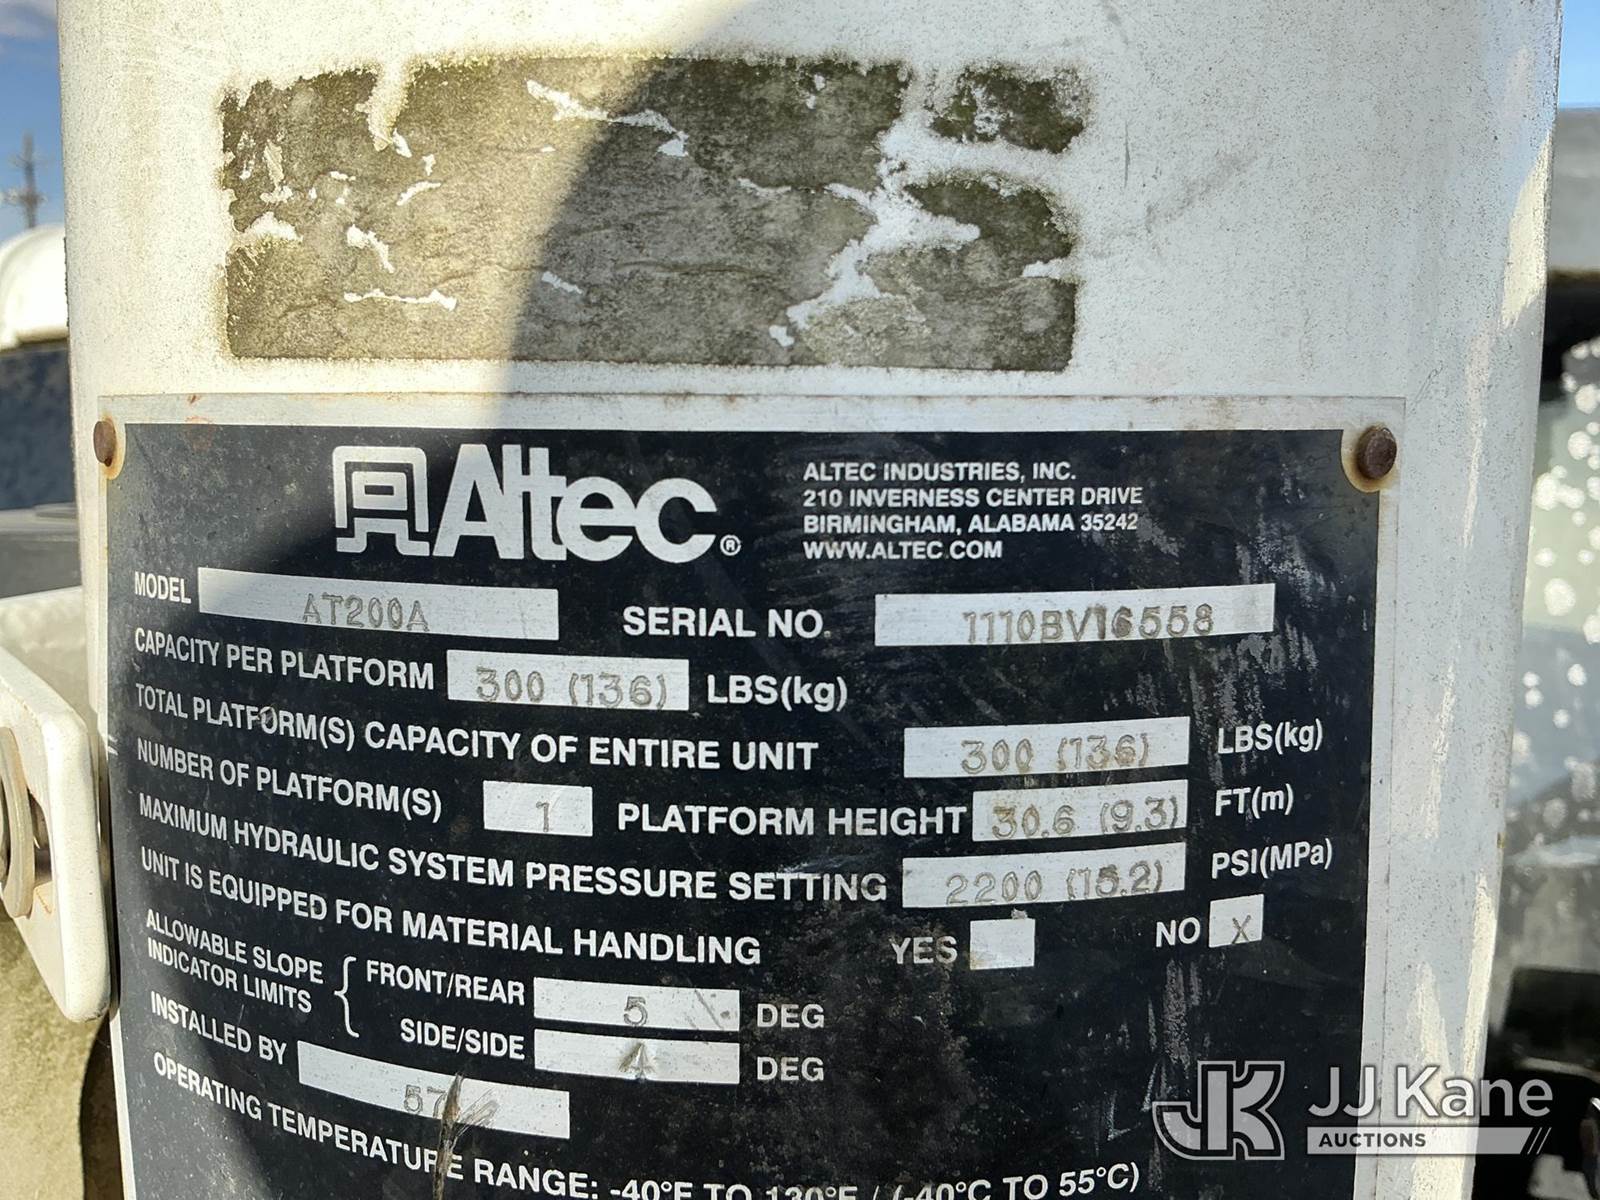 Altec®
ALTEC INDUSTRIES, INC.
210 INVERNESS CENTER DRIVE
BIRMINGHAM, ALABAMA 35242
WWW.ALTEC.COM
MODEL AT200A SERIAL NO. 1110BV16558
CAPACITY PER PLATFORM 300 (136) LBS(kg)
TOTAL PLATFORM(S) CAPACITY OF ENTIRE UNIT 300 (136) LBS(kg)
NUMBER OF PLATFORM(S) 1 PLATFORM HEIGHT 30.6 (9.3) FT(m)
MAXIMUM HYDRAULIC SYSTEM PRESSURE SETTING 2200 (15.2) PSI(MPa)
UNIT IS EQUIPPED FOR MATERIAL HANDLING YES NO X
ALLOWABLE SLOPE INDICATOR LIMITS
FRONT/REAR 5 DEG
SIDE/SIDE 4 DEG
INSTALLED BY
OPERATING TEMPERATURE RANGE: -40°F TO 130°F / (-40°C TO 55°C)
JK JJ Kane
AUCTIONS